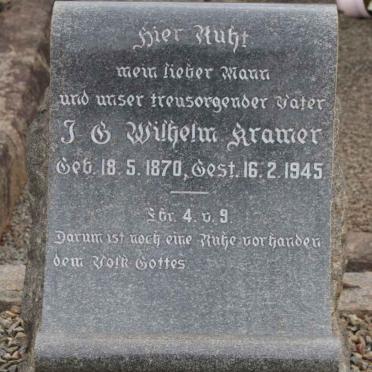 Hier Ruht
mein lieber Mann
und unser treusorgender Vater
J G Wilhelm Kramer
Geb. 18. 5. 1870, Gest. 16. 2. 1945
Ebr. 4. v. 9.
Darum ist noch eine Ruhe vorhanden
dem Volk Gottes